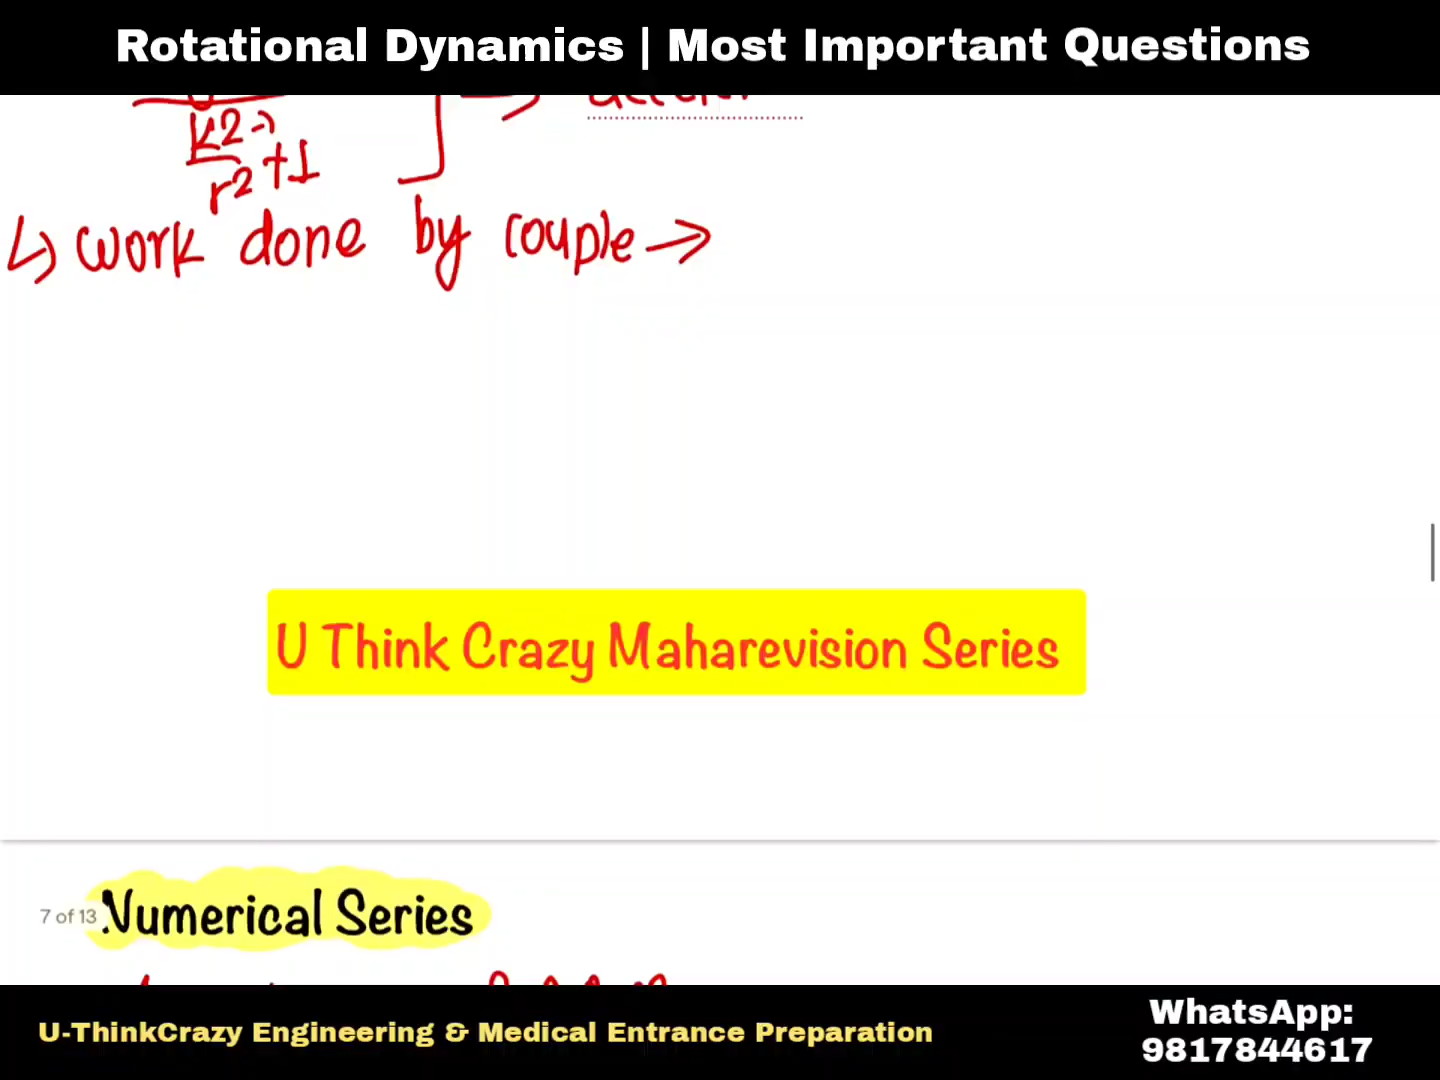 Rotational Dynamics | Most Important Questions
k2
r2 +1
↳ work done by couple →
U Think Crazy Maharevision Series
7 of 13
Numerical Series
U-ThinkCrazy Engineering & Medical Entrance Preparation
WhatsApp:
9817844617